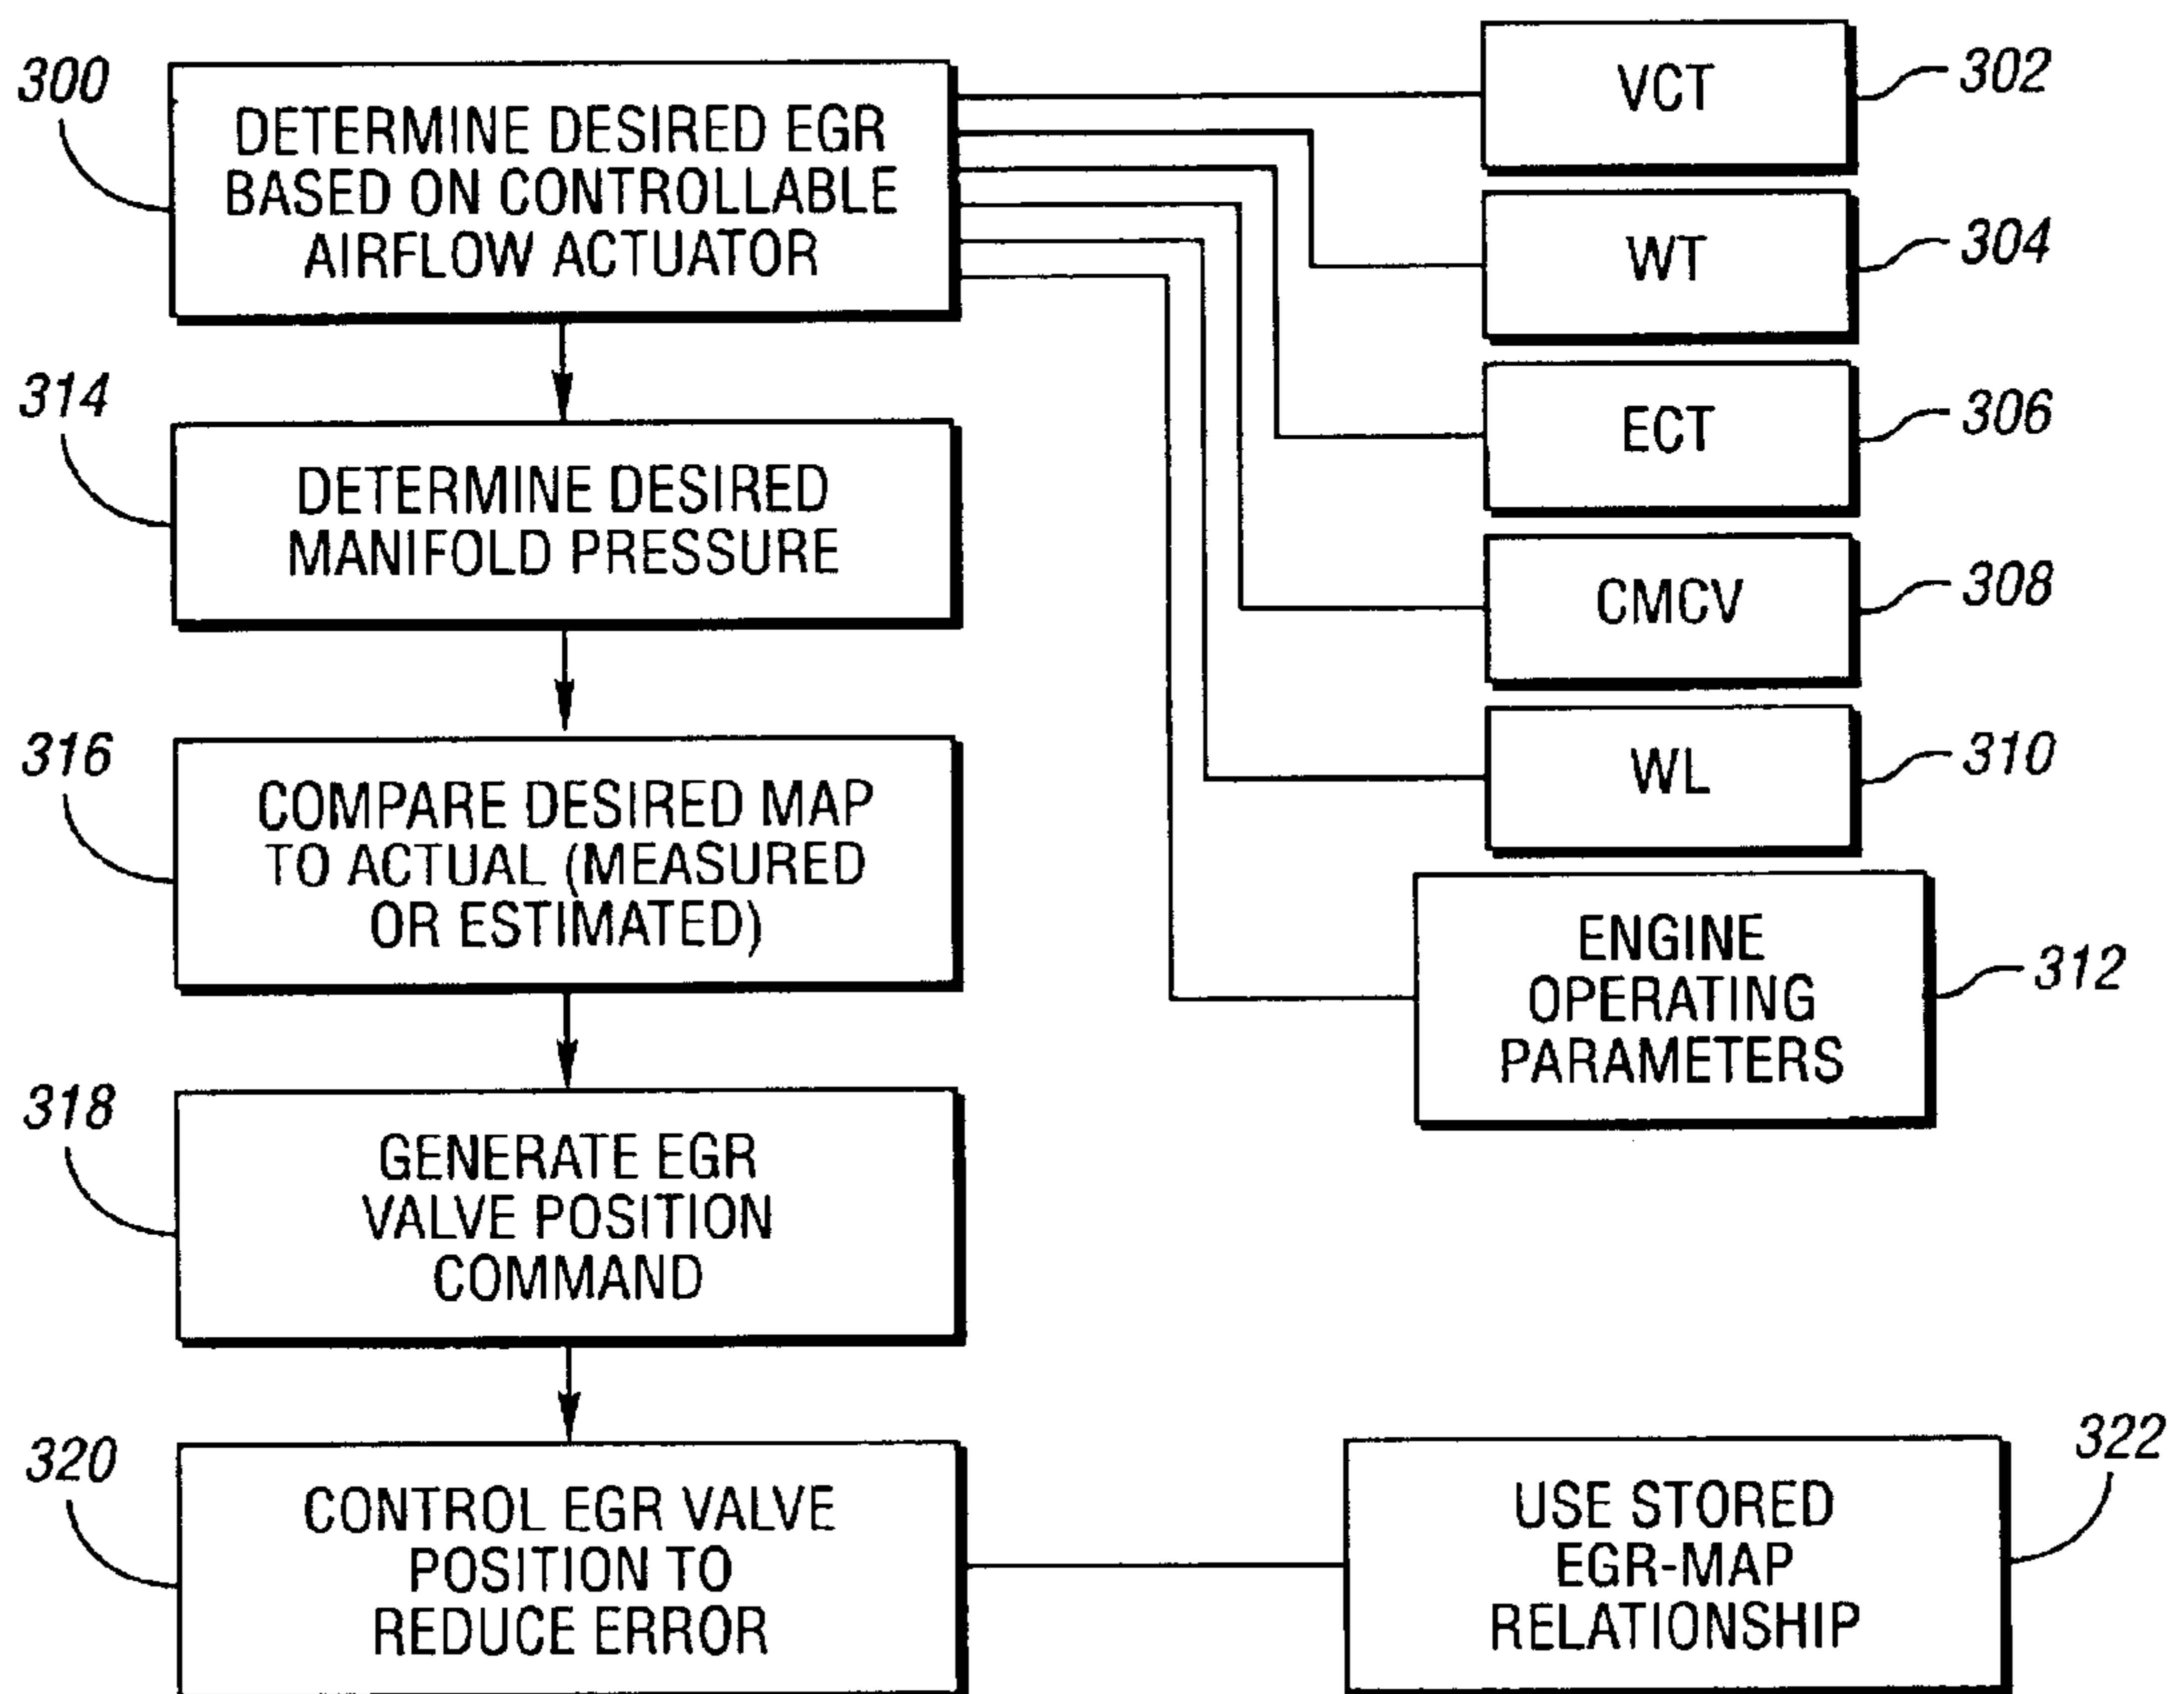 300
DETERMINE DESIRED EGR
BASED ON CONTROLLABLE
AIRFLOW ACTUATOR
VCT
302
WT
304
ECT
306
CMCV
308
WL
310
ENGINE
OPERATING
PARAMETERS
312
314
DETERMINE DESIRED
MANIFOLD PRESSURE
316
COMPARE DESIRED MAP
TO ACTUAL (MEASURED
OR ESTIMATED)
318
GENERATE EGR
VALVE POSITION
COMMAND
320
CONTROL EGR VALVE
POSITION TO
REDUCE ERROR
USE STORED
EGR-MAP
RELATIONSHIP
322